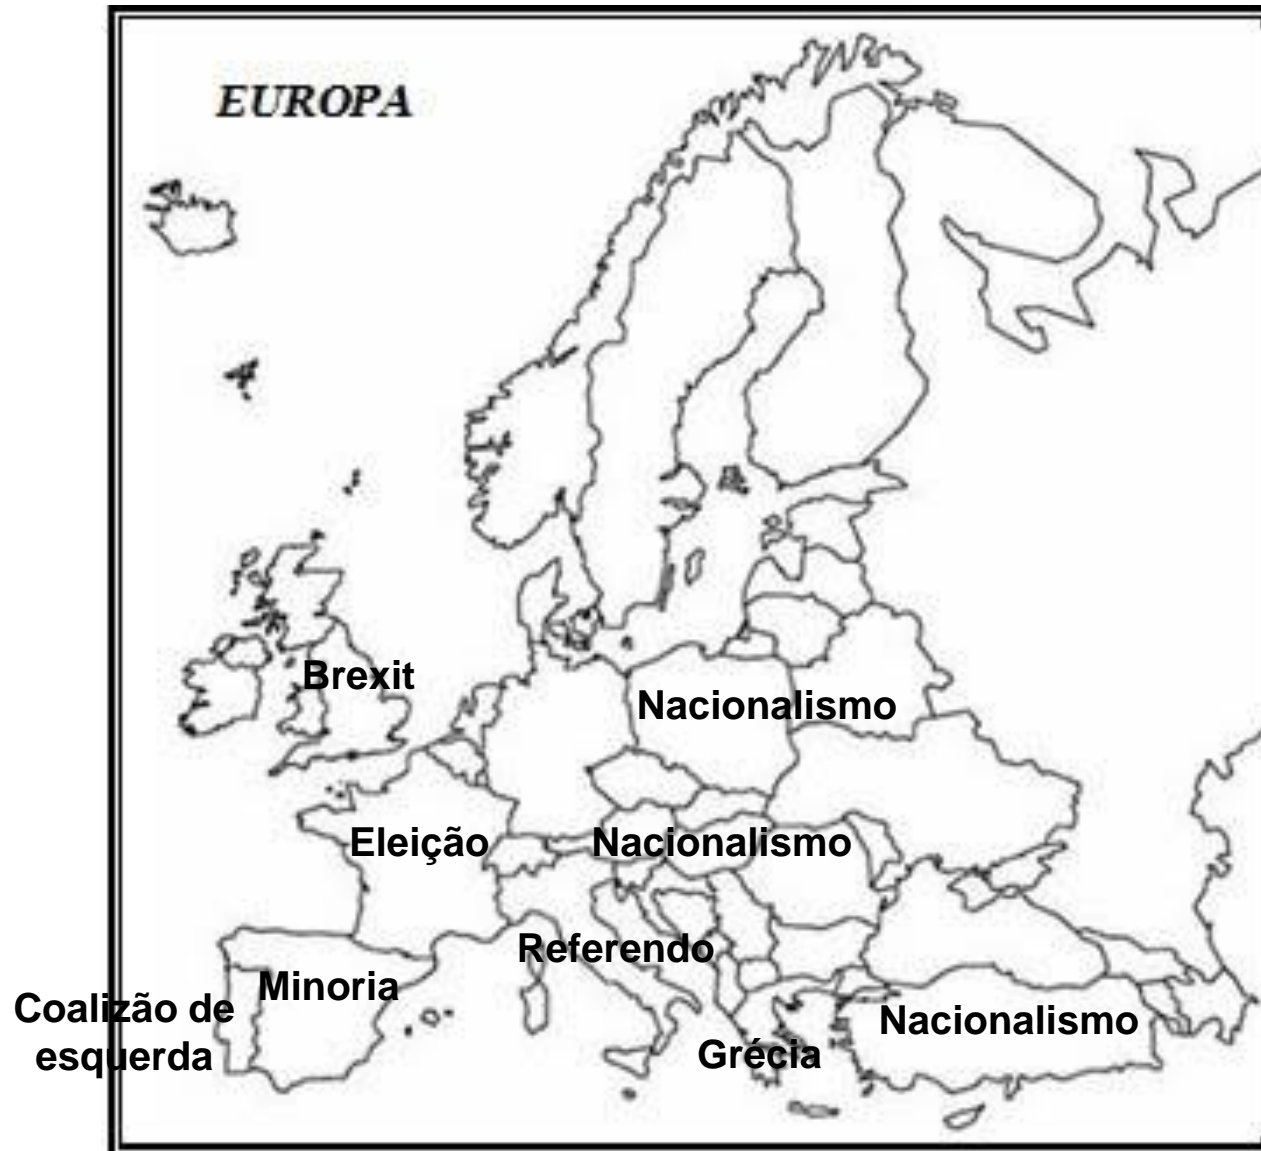 EUROPA
Brexit
Nacionalismo
Eleição
Nacionalismo
Referendo
Minoria
Coalizão de
esquerda
Nacionalismo
Grécia